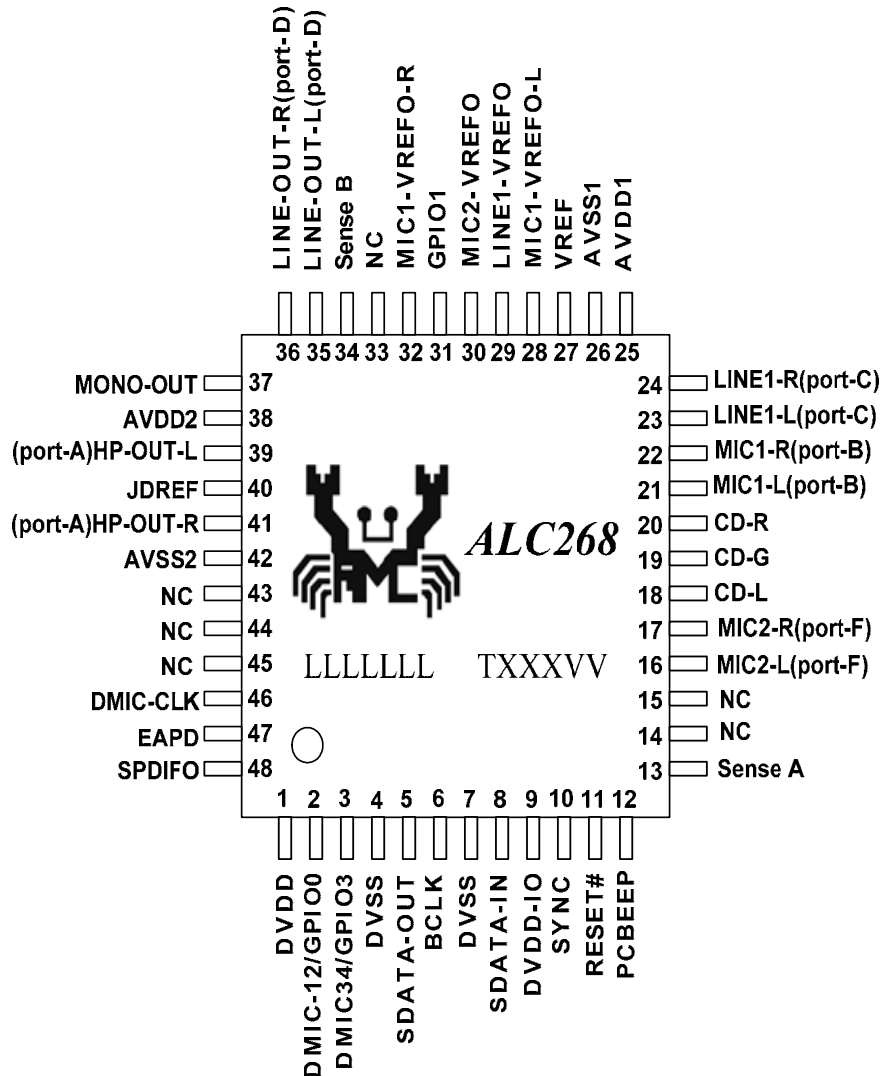 LINE-OUT-R(port-D)
LINE-OUT-L(port-D)
Sense B
NC
MIC1-VREFO-R
GPIO1
MIC2-VREFO
LINE1-VREFO
MIC1-VREFO-L
VREF
AVSS1
AVDD1
36 35 34 33 32 31 30 29 28 27 26 25
MONO-OUT 37
AVDD2 38
(port-A)HP-OUT-L 39
JDREF 40
(port-A)HP-OUT-R 41
AVSS2 42
NC 43
NC 44
NC 45
DMIC-CLK 46
EAPD 47
SPDIFO 48
ALC268
LLLLLLL TXXXVV
24 LINE1-R(port-C)
23 LINE1-L(port-C)
22 MIC1-R(port-B)
21 MIC1-L(port-B)
20 CD-R
19 CD-G
18 CD-L
17 MIC2-R(port-F)
16 MIC2-L(port-F)
15 NC
14 NC
13 Sense A
1 2 3 4 5 6 7 8 9 10 11 12
DVDD
DMIC-12/GPIO0
DMIC34/GPIO3
DVSS
SDATA-OUT
BCLK
DVSS
SDATA-IN
DVDD-IO
SYNC
RESET#
PCBEEP